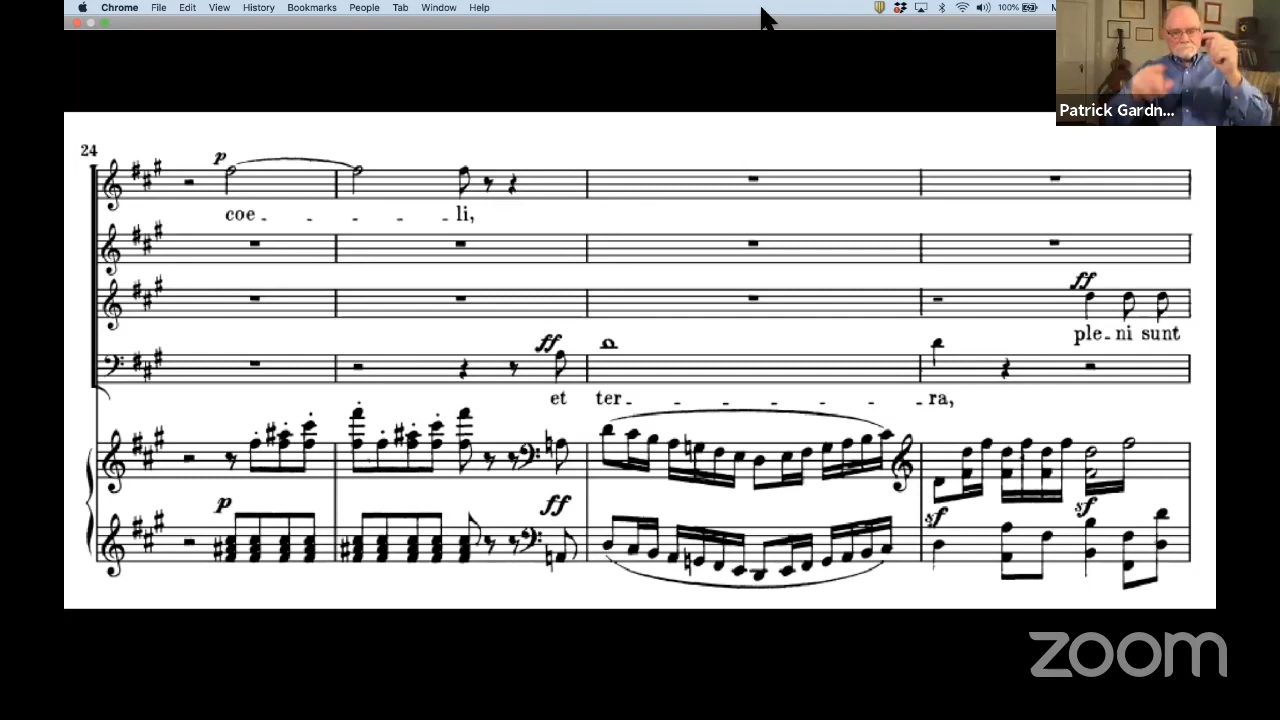 Chrome File Edit View History Bookmarks People Tab Window Help 100%
Patrick Gardn...
24
p
coe - - - - li,
ff
ple - ni sunt
ff
et ter - - - - - ra,
p ff sf sf
zoom